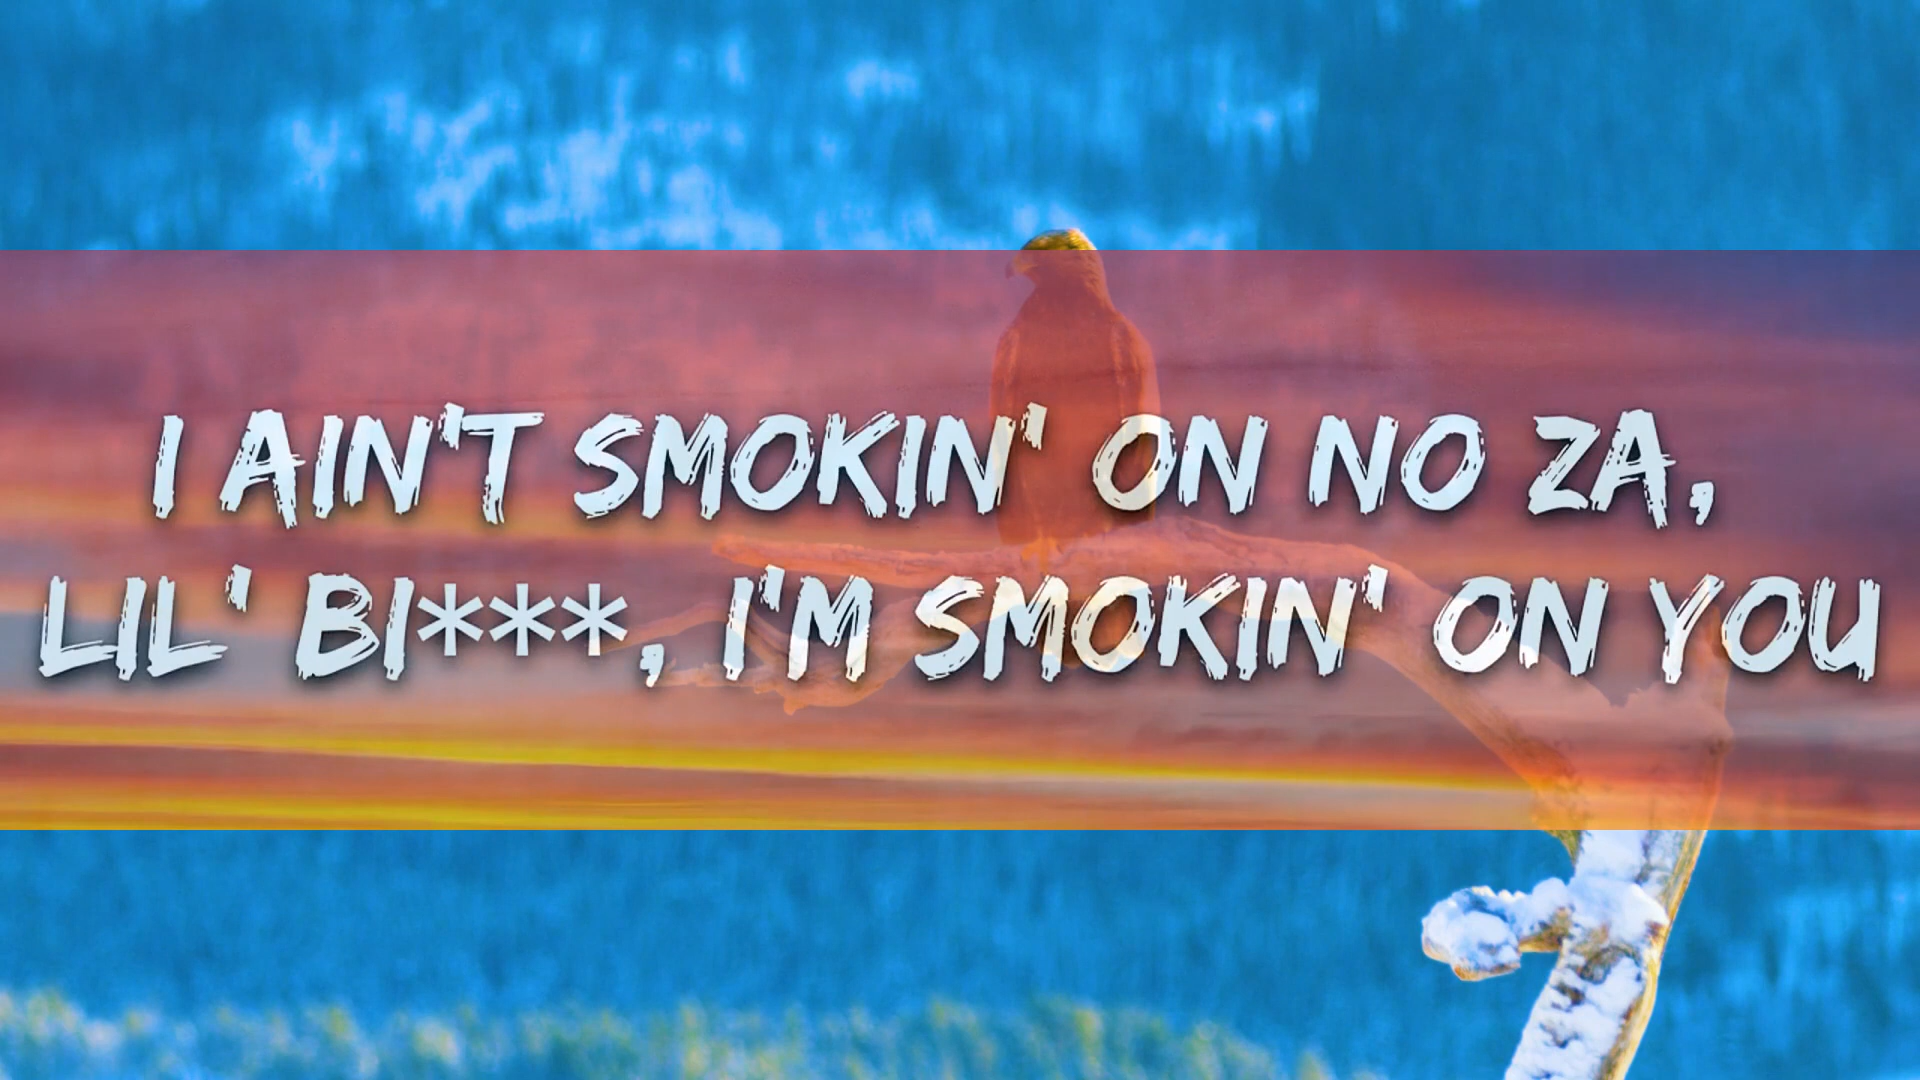 I AIN'T SMOKIN' ON NO ZA,
LIL' BI***, I'M SMOKIN' ON YOU